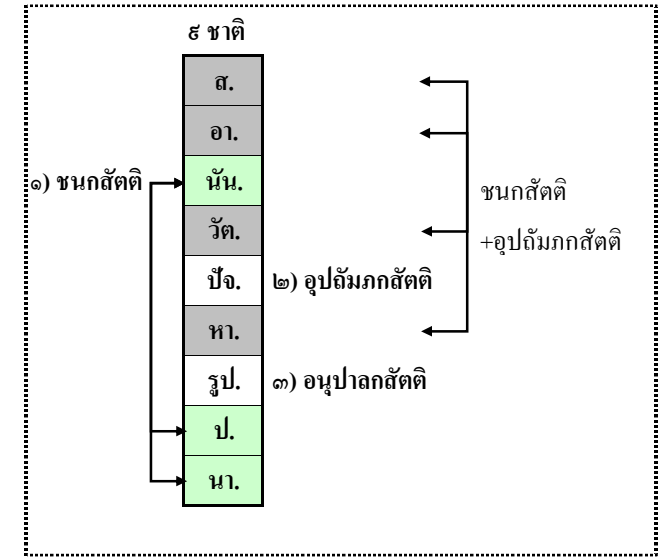 ๙ ชาติ
ส.
อา.
๑) ชนกสัตติ
นัน.
ชนกสัตติ
+อุปถัมภกสัตติ
วัต.
ปัจ.
๒) อุปถัมภกสัตติ
หา.
รูป.
๓) อนุปาลกสัตติ
ป.
นา.